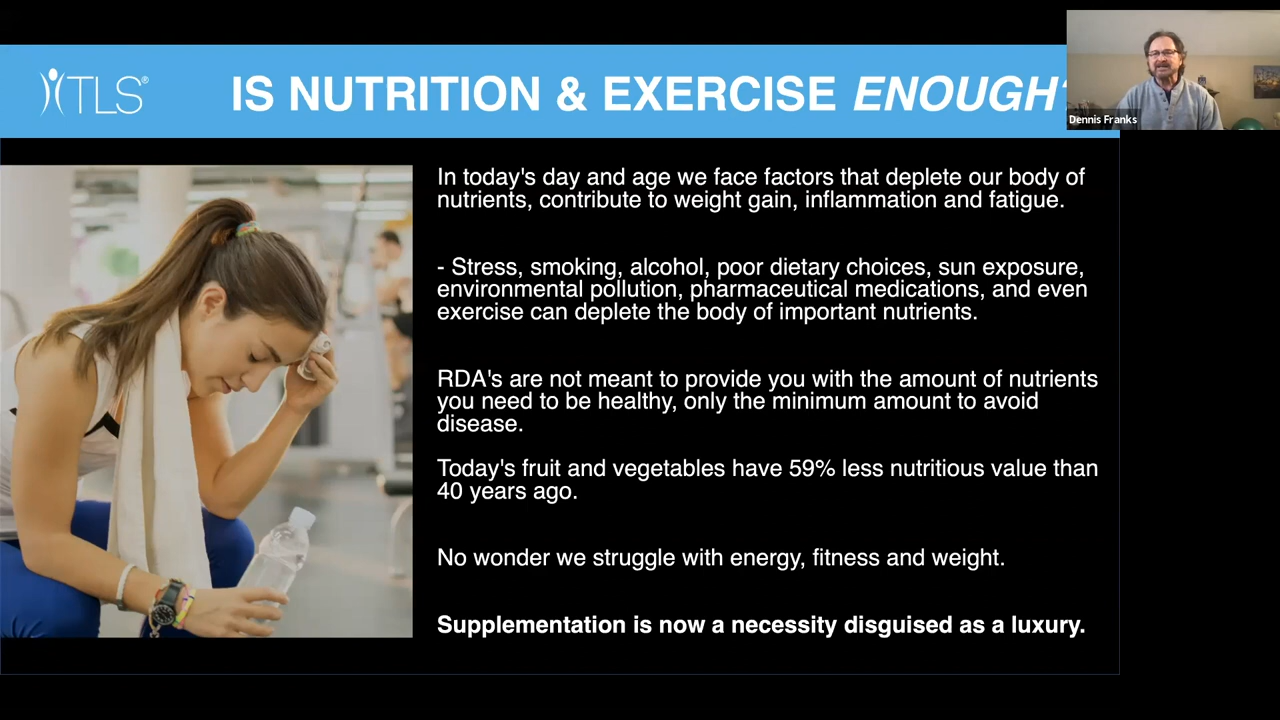 TLS®
IS NUTRITION & EXERCISE ENOUGH?
Dennis Franks
In today's day and age we face factors that deplete our body of
nutrients, contribute to weight gain, inflammation and fatigue.
- Stress, smoking, alcohol, poor dietary choices, sun exposure,
environmental pollution, pharmaceutical medications, and even
exercise can deplete the body of important nutrients.
RDA's are not meant to provide you with the amount of nutrients
you need to be healthy, only the minimum amount to avoid
disease.
Today's fruit and vegetables have 59% less nutritious value than
40 years ago.
No wonder we struggle with energy, fitness and weight.
Supplementation is now a necessity disguised as a luxury.